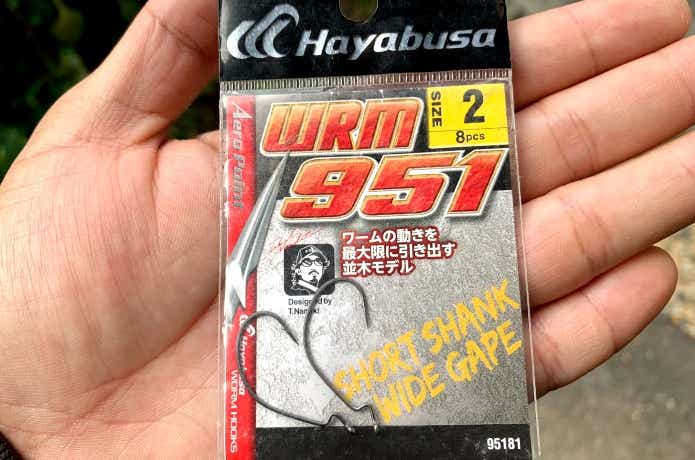 Hayabusa
WRM
951
SIZE
2
8pcs
Aero Point
ワームの動きを
最大限に引き出す
並木モデル
Designed by
T.Namiki
SHORT SHANK
WIDE GAPE
Hayabusa
WORM HOOKS
95181